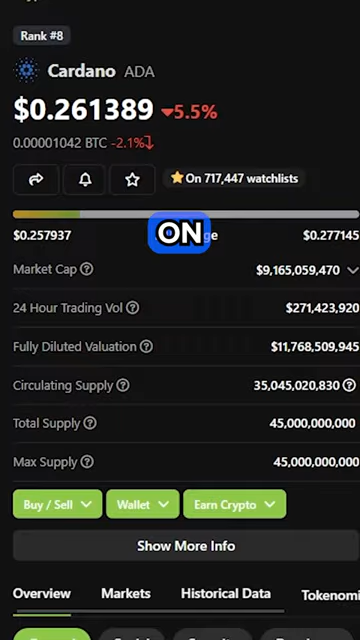 Rank #8
Cardano ADA
$0.261389 5.5%
0.00001042 BTC -2.1%
On 717,447 watchlists
$0.257937 ON $0.277145
Market Cap $9,165,059,470
24 Hour Trading Vol $271,423,920
Fully Diluted Valuation $11,768,509,945
Circulating Supply 35,045,020,830
Total Supply 45,000,000,000
Max Supply 45,000,000,000
Buy / Sell Wallet Earn Crypto
Show More Info
Overview Markets Historical Data Tokenomi